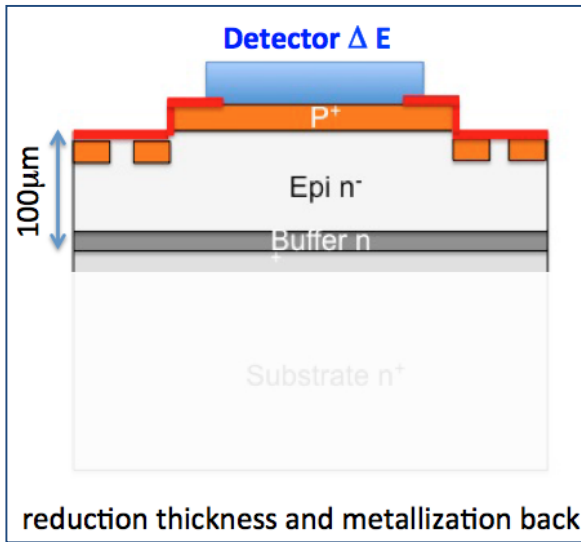 Detector Δ E
P+
100μm
Epi n-
Buffer n
+
Substrate n+
reduction thickness and metallization back